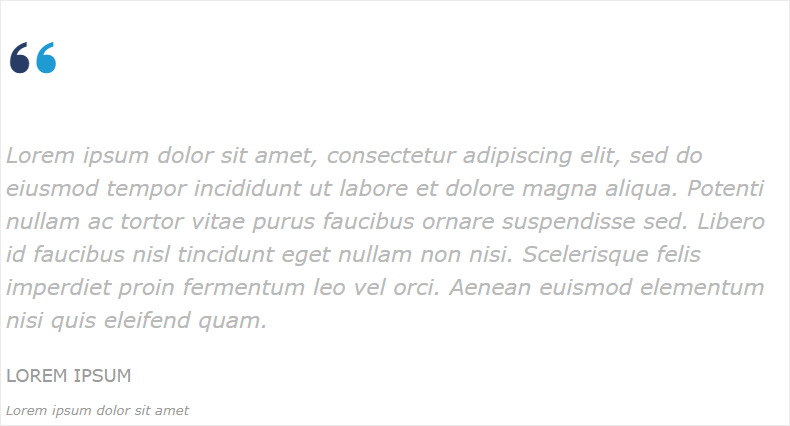 “
Lorem ipsum dolor sit amet, consectetur adipiscing elit, sed do
eiusmod tempor incididunt ut labore et dolore magna aliqua. Potenti
nullam ac tortor vitae purus faucibus ornare suspendisse sed. Libero
id faucibus nisl tincidunt eget nullam non nisi. Scelerisque felis
imperdiet proin fermentum leo vel orci. Aenean euismod elementum
nisi quis eleifend quam.
LOREM IPSUM
Lorem ipsum dolor sit amet